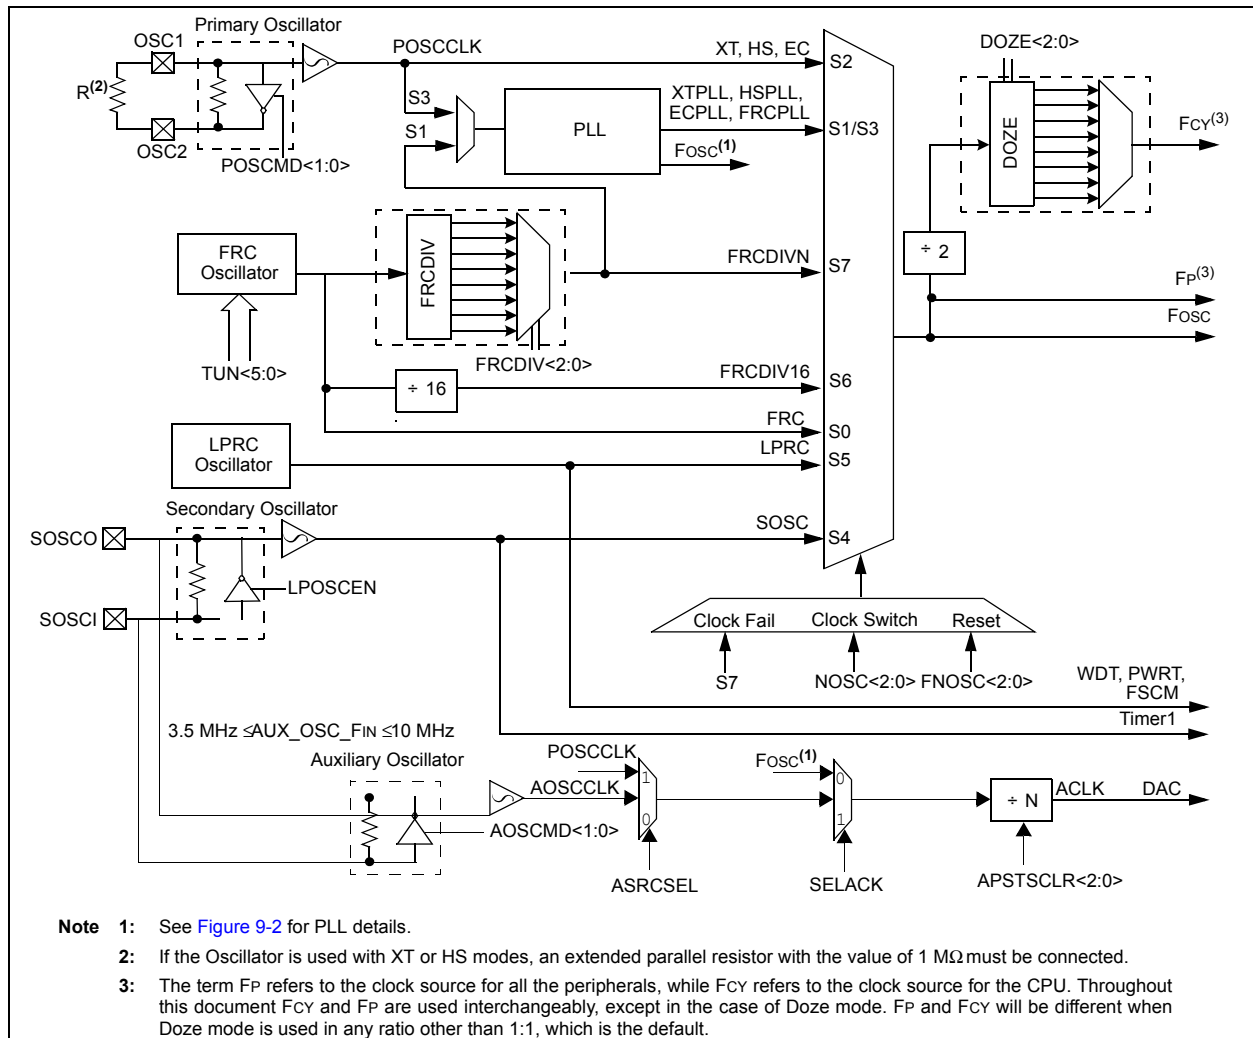 Primary Oscillator
OSC1
R(2)
OSC2
POSCMD<1:0>
POSCCLK
S3
S1
PLL
XT, HS, EC
S2
XTPLL, HSPLL,
ECPLL, FRCPLL
S1/S3
FOSC(1)
DOZE<2:0>
DOZE
FCY(3)
÷ 2
FP(3)
FOSC
FRC
Oscillator
TUN<5:0>
FRCDIV
FRCDIV<2:0>
FRCDIVN
S7
÷ 16
FRCDIV16
S6
FRC
S0
LPRC
Oscillator
LPRC
S5
Secondary Oscillator
SOSCO
SOSCI
LPOSCEN
SOSC
S4
Clock Fail
Clock Switch
Reset
S7
NOSC<2:0>
FNOSC<2:0>
WDT, PWRT,
FSCM
Timer1
3.5 MHz ≤AUX_OSC_FIN ≤10 MHz
Auxiliary Oscillator
AOSCMD<1:0>
POSCCLK
AOSCCLK
1
0
ASRCSEL
FOSC(1)
0
1
SELACK
÷ N
APSTSCLR<2:0>
ACLK
DAC
Note 1: See Figure 9-2 for PLL details.
2: If the Oscillator is used with XT or HS modes, an extended parallel resistor with the value of 1 MΩ must be connected.
3: The term FP refers to the clock source for all the peripherals, while FCY refers to the clock source for the CPU. Throughout
this document FCY and FP are used interchangeably, except in the case of Doze mode. FP and FCY will be different when
Doze mode is used in any ratio other than 1:1, which is the default.